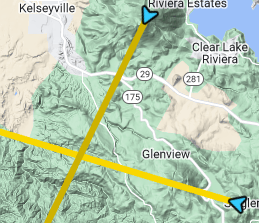 Kelseyville
Riviera Estates
Clear Lake
Riviera
29
281
175
Glenview